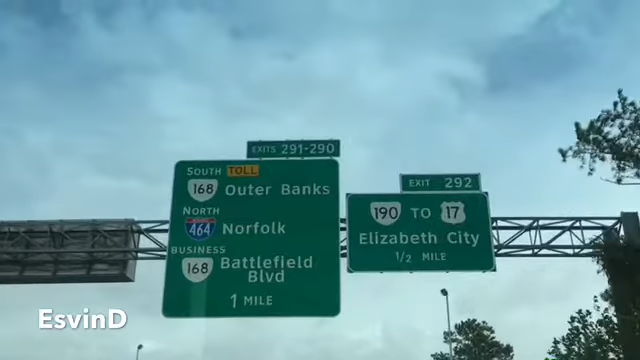 EXITS 291-290
SOUTH TOLL
168 Outer Banks
NORTH
464 Norfolk
BUSINESS
168 Battlefield
Blvd
1 MILE
EXIT 292
190 TO 17
Elizabeth City
1/2 MILE
EsvinD